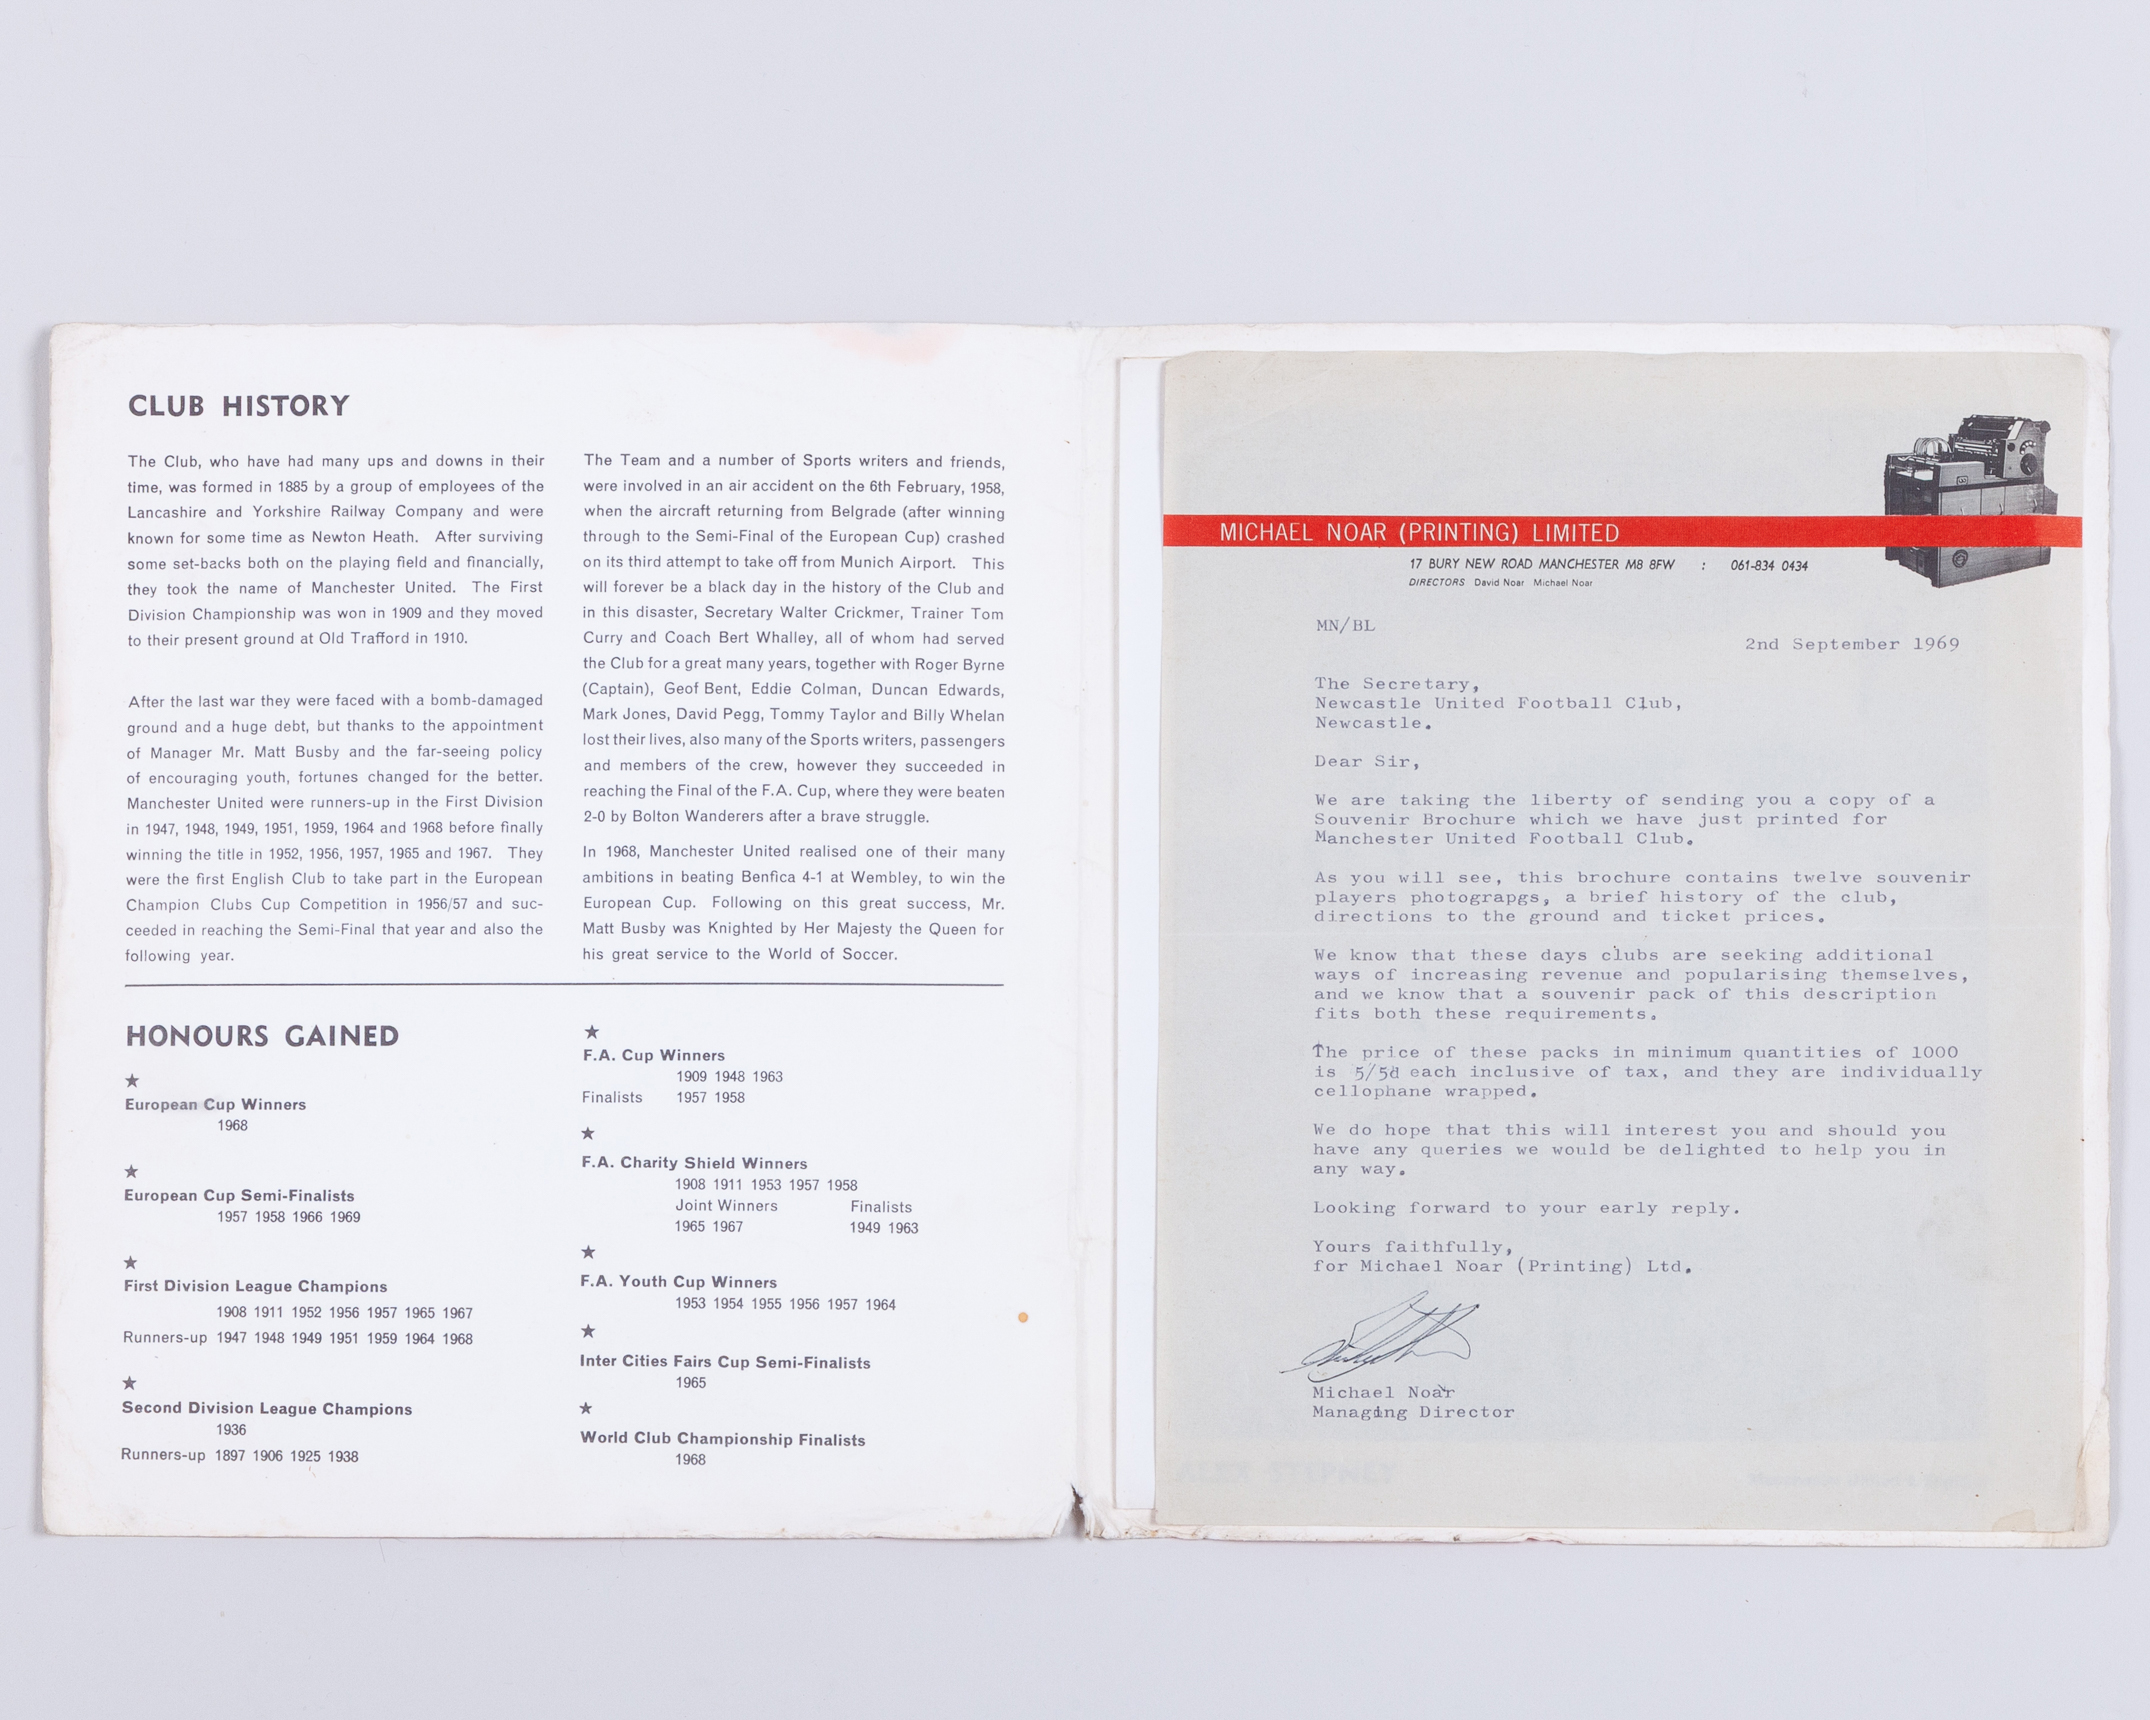 CLUB HISTORY
The Club, who have had many ups and downs in their
time, was formed in 1885 by a group of employees of the
Lancashire and Yorkshire Railway Company and were
known for some time as Newton Heath. After surviving
some set-backs both on the playing field and financially,
they took the name of Manchester United. The First
Division Championship was won in 1909 and they moved
to their present ground at Old Trafford in 1910.
After the last war they were faced with a bomb-damaged
ground and a huge debt, but thanks to the appointment
of Manager Mr. Matt Busby and the far-seeing policy
of encouraging youth, fortunes changed for the better.
Manchester United were runners-up in the First Division
in 1947, 1948, 1949, 1951, 1959, 1964 and 1968 before finally
winning the title in 1952, 1956, 1957, 1965 and 1967. They
were the first English Club to take part in the European
Champion Clubs Cup Competition in 1956/57 and suc-
ceeded in reaching the Semi-Final that year and also the
following year.
The Team and a number of Sports writers and friends,
were involved in an air accident on the 6th February, 1958,
when the aircraft returning from Belgrade (after winning
through to the Semi-Final of the European Cup) crashed
on its third attempt to take off from Munich Airport. This
will forever be a black day in the history of the Club and
in this disaster, Secretary Walter Crickmer, Trainer Tom
Curry and Coach Bert Whalley, all of whom had served
the Club for a great many years, together with Roger Byrne
(Captain), Geof Bent, Eddie Colman, Duncan Edwards,
Mark Jones, David Pegg, Tommy Taylor and Billy Whelan
lost their lives, also many of the Sports writers, passengers
and members of the crew, however they succeeded in
reaching the Final of the F.A. Cup, where they were beaten
2-0 by Bolton Wanderers after a brave struggle.
In 1968, Manchester United realised one of their many
ambitions in beating Benfica 4-1 at Wembley, to win the
European Cup. Following on this great success, Mr.
Matt Busby was Knighted by Her Majesty the Queen for
his great service to the World of Soccer.
HONOURS GAINED
★
European Cup Winners
1968
★
European Cup Semi-Finalists
1957 1958 1966 1969
★
First Division League Champions
1908 1911 1952 1956 1957 1965 1967
Runners-up 1947 1948 1949 1951 1959 1964 1968
★
Second Division League Champions
1936
Runners-up 1897 1906 1925 1938
★
F.A. Cup Winners
1909 1948 1963
Finalists 1957 1958
★
F.A. Charity Shield Winners
1908 1911 1953 1957 1958
Joint Winners Finalists
1965 1967 1949 1963
★
F.A. Youth Cup Winners
1953 1954 1955 1956 1957 1964
★
Inter Cities Fairs Cup Semi-Finalists
1965
★
World Club Championship Finalists
1968
MICHAEL NOAR (PRINTING) LIMITED
17 BURY NEW ROAD MANCHESTER M8 8FW : 061-834 0434
DIRECTORS David Noar Michael Noar
MN/BL
2nd September 1969
The Secretary,
Newcastle United Football Club,
Newcastle.
Dear Sir,
We are taking the liberty of sending you a copy of a
Souvenir Brochure which we have just printed for
Manchester United Football Club.
As you will see, this brochure contains twelve souvenir
players photograpgs, a brief history of the club,
directions to the ground and ticket prices.
We know that these days clubs are seeking additional
ways of increasing revenue and popularising themselves,
and we know that a souvenir pack of this description
fits both these requirements.
The price of these packs in minimum quantities of 1000
is 5/5d each inclusive of tax, and they are individually
cellophane wrapped.
We do hope that this will interest you and should you
have any queries we would be delighted to help you in
any way.
Looking forward to your early reply.
Yours faithfully,
for Michael Noar (Printing) Ltd.
Michael Noar
Managing Director
ALEX STEPNEY